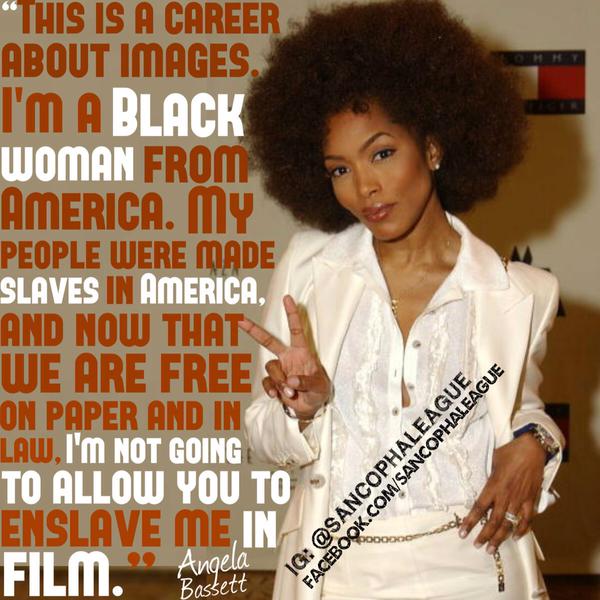 “This is a career
about images.
I'm a Black
woman from
America. My
people were made
slaves in America,
and now that
we are free
on paper and in
law, I'm not going
to allow you to
enslave me in
film.”
Angela
Bassett
IG: @SANCOPHALEAGUE
FACEBOOK.COM/SANCOPHALEAGUE
TOMMY